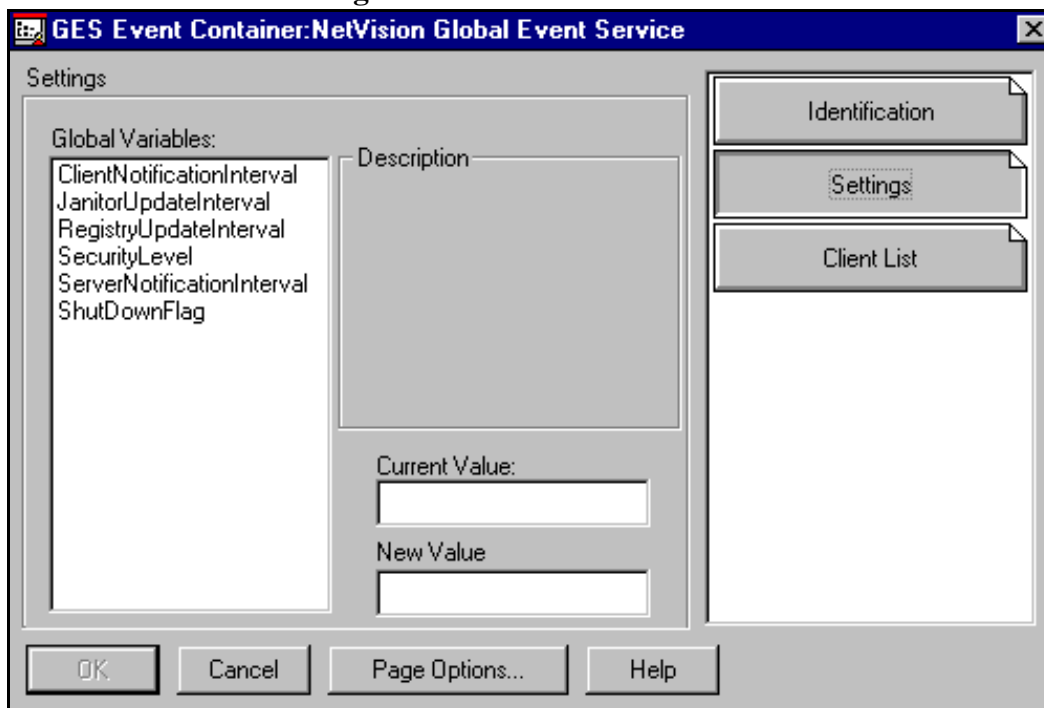 GES Event Container:NetVision Global Event Service
Settings
Global Variables:
ClientNotificationInterval
JanitorUpdateInterval
RegistryUpdateInterval
SecurityLevel
ServerNotificationInterval
ShutDownFlag
Description
Current Value:
New Value
Identification
Settings
Client List
OK
Cancel
Page Options...
Help